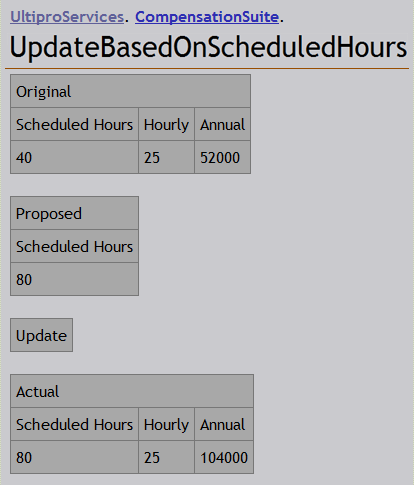 UltiproServices. CompensationSuite.
UpdateBasedOnScheduledHours
Original
Scheduled Hours Hourly Annual
40 25 52000
Proposed
Scheduled Hours
80
Update
Actual
Scheduled Hours Hourly Annual
80 25 104000